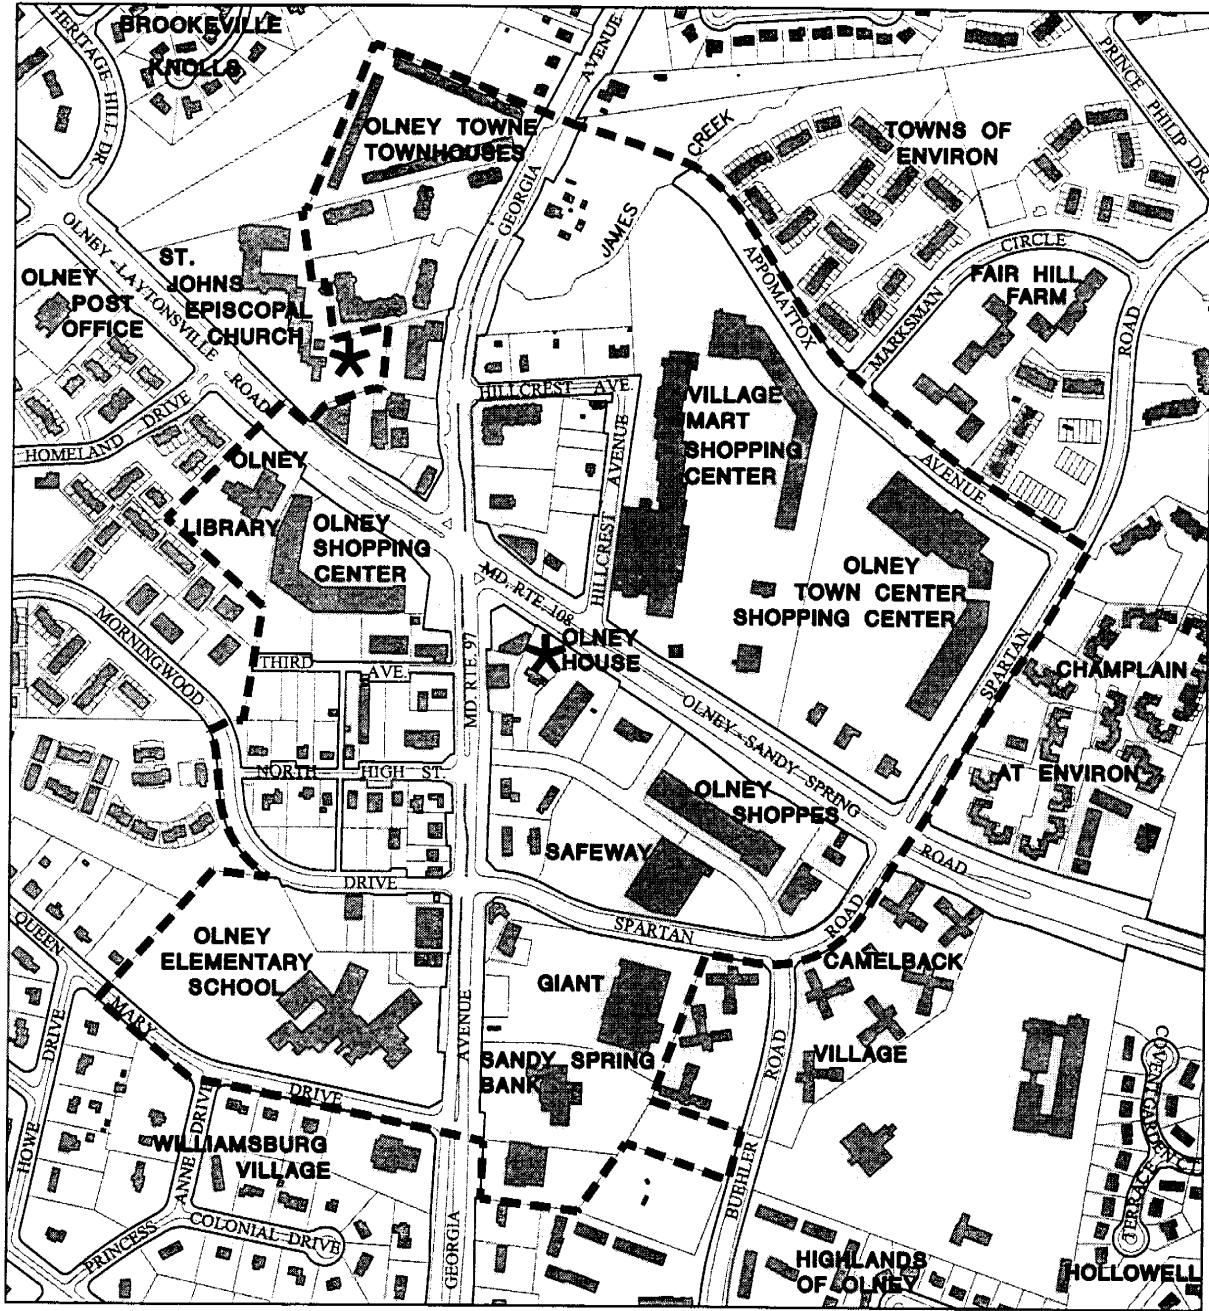 BROOKEVILLE
KNOLLS
HERITAGE HILL DR.
OLNEY TOWNE
TOWNHOUSES
GEORGIA
AVENUE
JAMES
CREEK
TOWNS OF
ENVIRON
PRINCE PHILIP DR.
OLNEY - LAYTONSVILLE
ROAD
ST.
JOHNS
EPISCOPAL
CHURCH
OLNEY
POST
OFFICE
HOMELAND DRIVE
APPOMATTOX
AVENUE
MARKSMAN
CIRCLE
FAIR HILL
FARM
ROAD
HILLCREST AVE.
HILLCREST
AVENUE
VILLAGE
MART
SHOPPING
CENTER
OLNEY
LIBRARY
OLNEY
SHOPPING
CENTER
MD. RTE. 108
OLNEY
TOWN CENTER
SHOPPING CENTER
OLNEY
HOUSE
MORNINGWOOD
THIRD
AVE.
MD. RTE. 97
SPARTAN
CHAMPLAIN
AT ENVIRON
OLNEY - SANDY SPRING
ROAD
NORTH
HIGH ST.
OLNEY
SHOPPES
SAFEWAY
DRIVE
SPARTAN
ROAD
CAMELBACK
VILLAGE
QUEEN
MARY
DRIVE
OLNEY
ELEMENTARY
SCHOOL
GIANT
AVENUE
SANDY SPRING
BANK
ROAD
BUEHLER
HOWE
DRIVE
ANNE DRIVE
WILLIAMSBURG
VILLAGE
PRINCESS
COLONIAL DRIVE
GEORGIA
COVENT GARDEN CT.
TERRACE
HIGHLANDS
OF OLNEY
HOLLOWELL